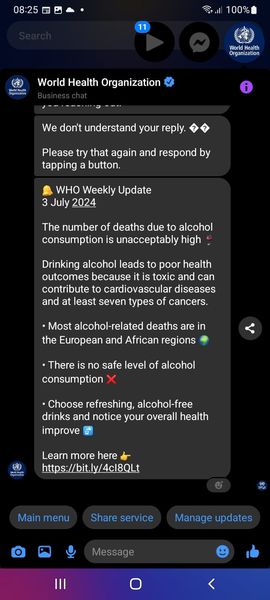 08:25
100%
Search
11
World Health Organization
World Health Organization
Business chat
you reaching out!
We don't understand your reply. ��
Please try that again and respond by
tapping a button.
🔔 WHO Weekly Update
3 July 2024
The number of deaths due to alcohol
consumption is unacceptably high 🍷
Drinking alcohol leads to poor health
outcomes because it is toxic and can
contribute to cardiovascular diseases
and at least seven types of cancers.
• Most alcohol-related deaths are in
the European and African regions 🌍
• There is no safe level of alcohol
consumption ❌
• Choose refreshing, alcohol-free
drinks and notice your overall health
improve 🚰
Learn more here 👉
https://bit.ly/4cI8QLt
Main menu
Share service
Manage updates
Message